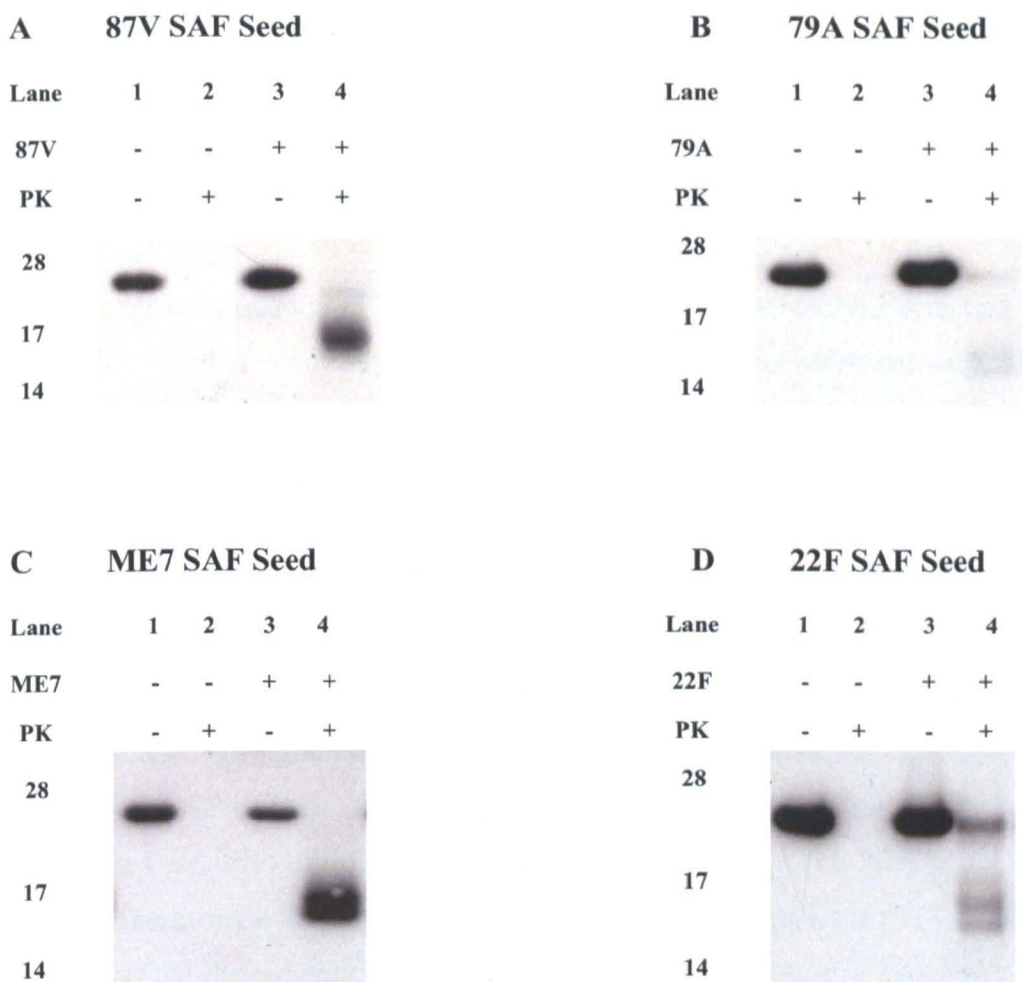 A 87V SAF Seed
Lane 1 2 3 4
87V - - + +
PK - + - +
28
17
14
B 79A SAF Seed
Lane 1 2 3 4
79A - - + +
PK - + - +
28
17
14
C ME7 SAF Seed
Lane 1 2 3 4
ME7 - - + +
PK - + - +
28
17
14
D 22F SAF Seed
Lane 1 2 3 4
22F - - + +
PK - + - +
28
17
14